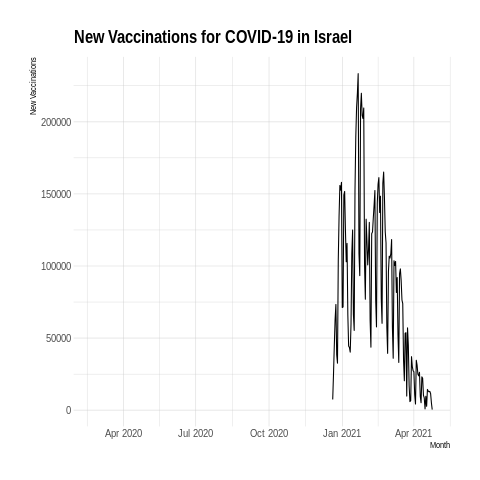 New Vaccinations for COVID-19 in Israel
New Vaccinations
200000
150000
100000
50000
0
Apr 2020 Jul 2020 Oct 2020 Jan 2021 Apr 2021
Month